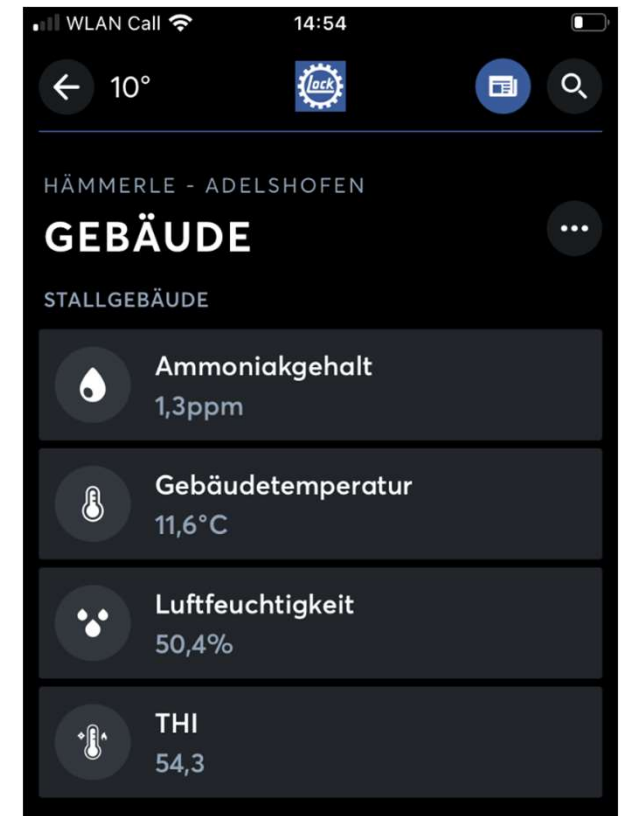 WLAN Call 14:54
10°
Lock
HÄMMERLE - ADELSHOFEN
GEBÄUDE
STALLGEBÄUDE
Ammoniakgehalt
1,3ppm
Gebäudetemperatur
11,6°C
Luftfeuchtigkeit
50,4%
THI
54,3